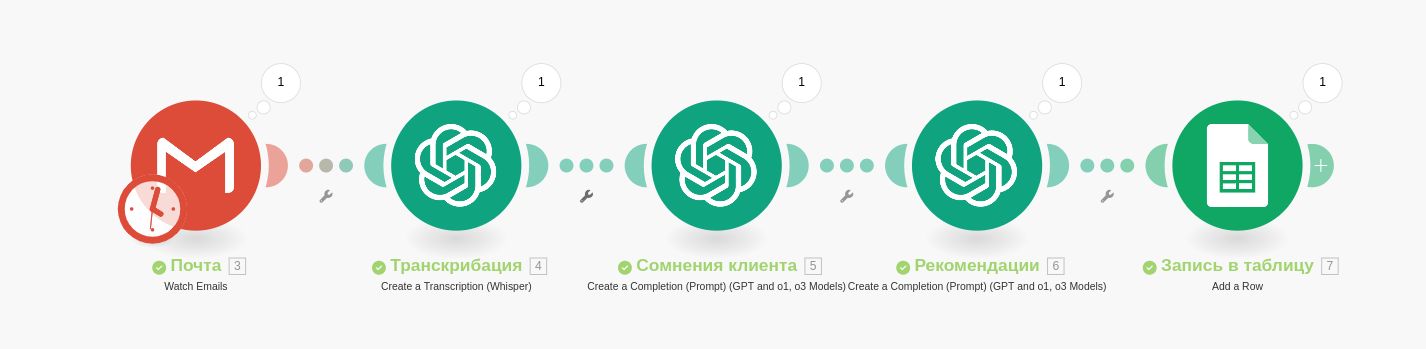 1 1 1 1 1
Почта 3 Транскрибация 4 Сомнения клиента 5 Рекомендации 6 Запись в таблицу 7
Watch Emails Create a Transcription (Whisper) Create a Completion (Prompt) (GPT and o1, o3 Models) Create a Completion (Prompt) (GPT and o1, o3 Models) Add a Row